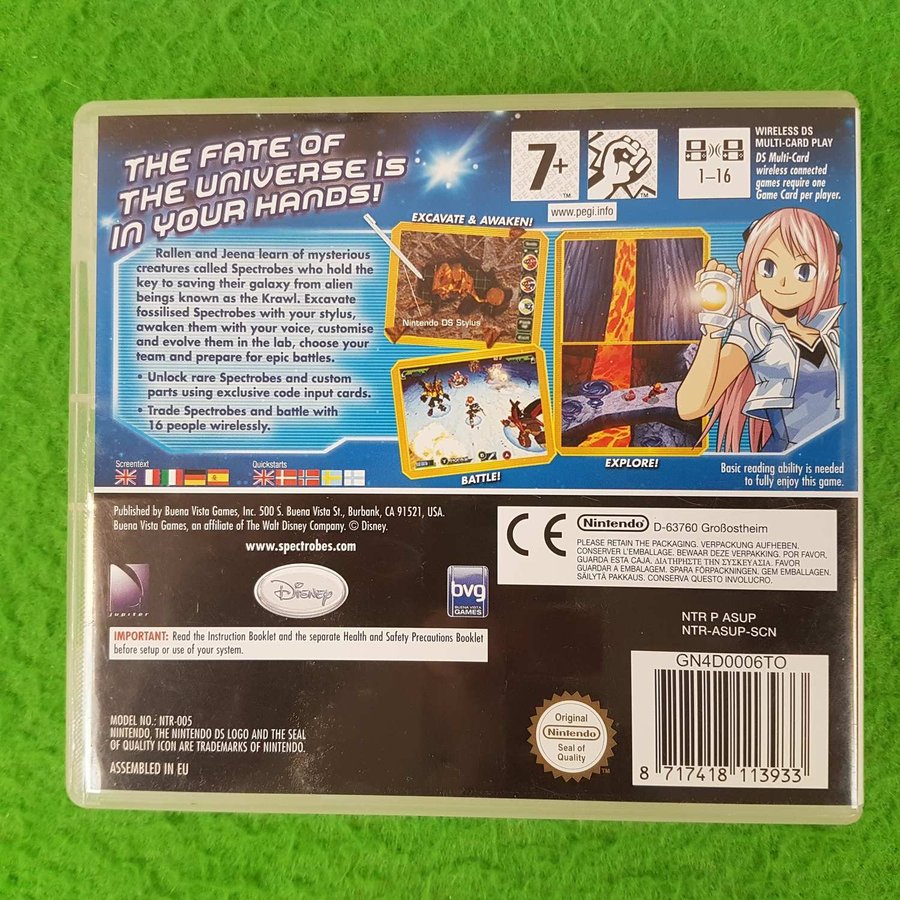 THE FATE OF
THE UNIVERSE IS
IN YOUR HANDS!
Rallen and Jeena learn of mysterious
creatures called Spectrobes who hold the
key to saving their galaxy from alien
beings known as the Krawl. Excavate
fossilised Spectrobes with your stylus,
awaken them with your voice, customise
and evolve them in the lab, choose your
team and prepare for epic battles.
• Unlock rare Spectrobes and custom
parts using exclusive code input cards.
• Trade Spectrobes and battle with
16 people wirelessly.
Screentext
Quickstarts
EXCAVATE & AWAKEN!
Nintendo DS Stylus
BATTLE!
EXPLORE!
7+
TM
TM
www.pegi.info
1–16
WIRELESS DS
MULTI-CARD PLAY
DS Multi-Card
wireless connected
games require one
Game Card per player.
Basic reading ability is needed
to fully enjoy this game.
Published by Buena Vista Games, Inc. 500 S. Buena Vista St., Burbank, CA 91521, USA.
Buena Vista Games, an affiliate of The Walt Disney Company. © Disney.
www.spectrobes.com
jupiter
Disney
bvg
BUENA VISTA
GAMES
IMPORTANT: Read the Instruction Booklet and the separate Health and Safety Precautions Booklet
before setup or use of your system.
MODEL NO.: NTR-005
NINTENDO, THE NINTENDO DS LOGO AND THE SEAL
OF QUALITY ICON ARE TRADEMARKS OF NINTENDO.
ASSEMBLED IN EU
CE
Nintendo D-63760 Großostheim
PLEASE RETAIN THE PACKAGING. VERPACKUNG AUFHEBEN.
CONSERVER L'EMBALLAGE. BEWAAR DEZE VERPAKKING. POR FAVOR,
GUARDA ESTA CAJA. ΔΙΑΤΗΡΗΣΤΕ ΤΗΝ ΣΥΣΚΕΥΑΣΙΑ. FAVOR
GUARDAR A EMBALAGEM. SPARA FÖRPACKNINGEN. GEM EMBALLAGEN.
SÄILYTÄ PAKKAUS. CONSERVA QUESTO INVOLUCRO.
NTR P ASUP
NTR-ASUP-SCN
GN4D0006TO
8 717418 113933
Original
Nintendo
Seal of
Quality
TM